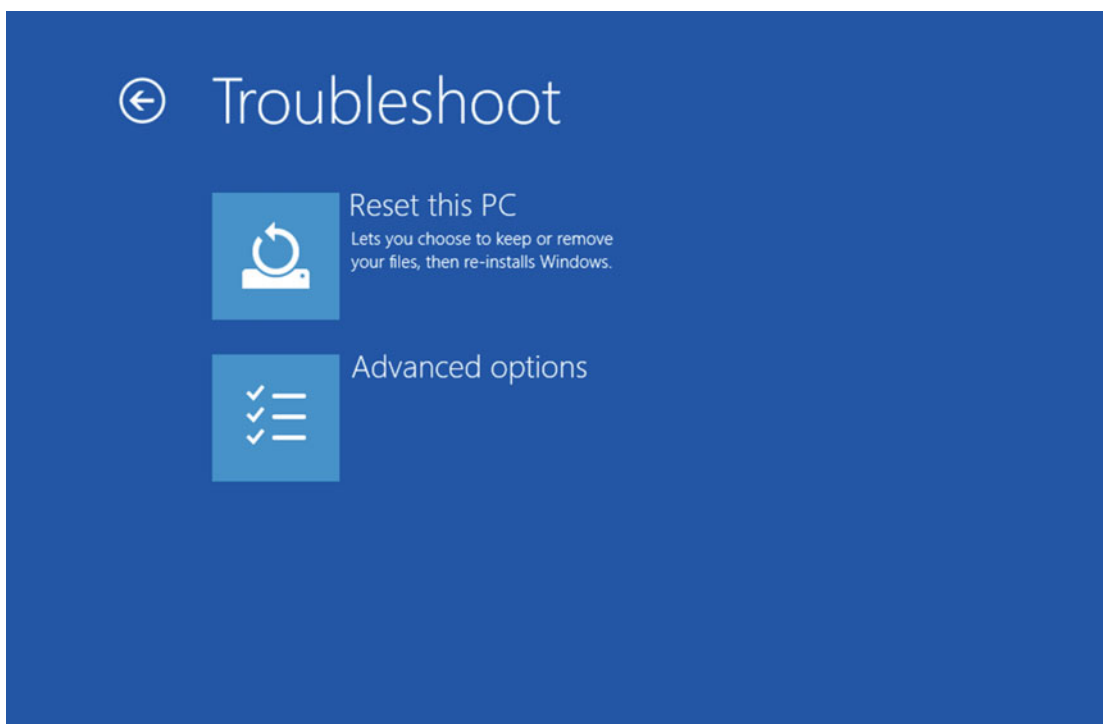 Troubleshoot
Reset this PC
Lets you choose to keep or remove
your files, then re-installs Windows.
Advanced options